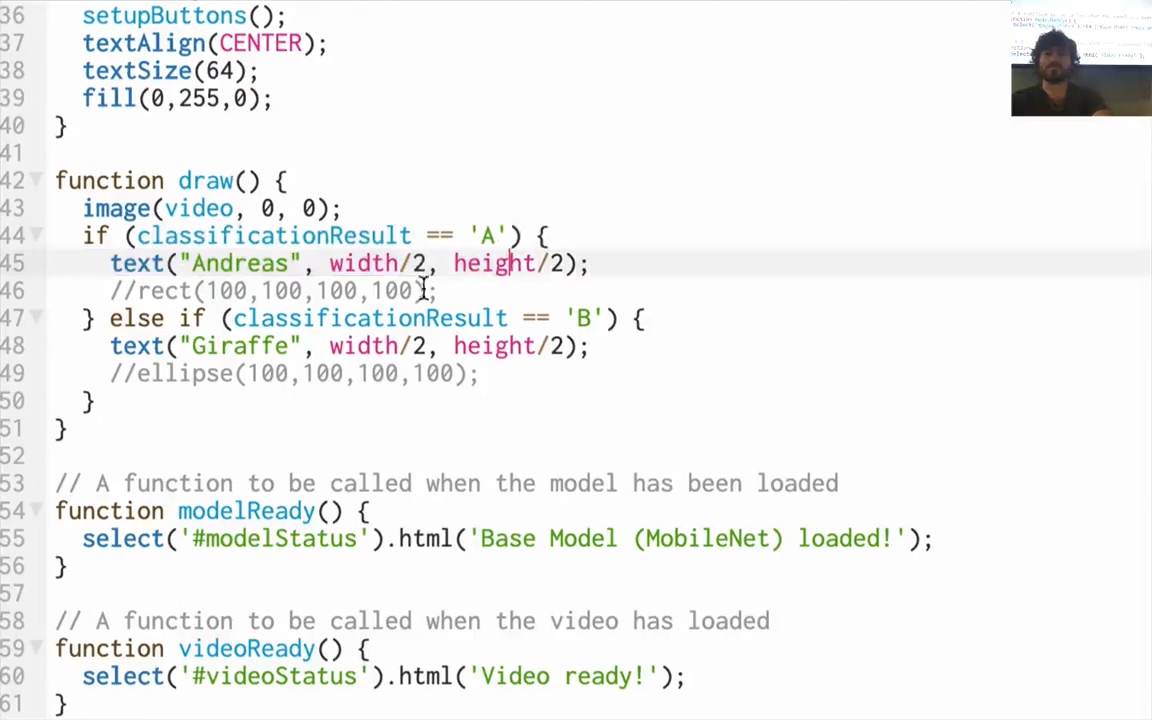 36 setupButtons();
37 textAlign(CENTER);
38 textSize(64);
39 fill(0,255,0);
40 }
41
42 function draw() {
43 image(video, 0, 0);
44 if (classificationResult == 'A') {
45 text("Andreas", width/2, height/2);
46 //rect(100,100,100,100);
47 } else if (classificationResult == 'B') {
48 text("Giraffe", width/2, height/2);
49 //ellipse(100,100,100,100);
50 }
51 }
52
53 // A function to be called when the model has been loaded
54 function modelReady() {
55 select('#modelStatus').html('Base Model (MobileNet) loaded!');
56 }
57
58 // A function to be called when the video has loaded
59 function videoReady() {
60 select('#videoStatus').html('Video ready!');
61 }